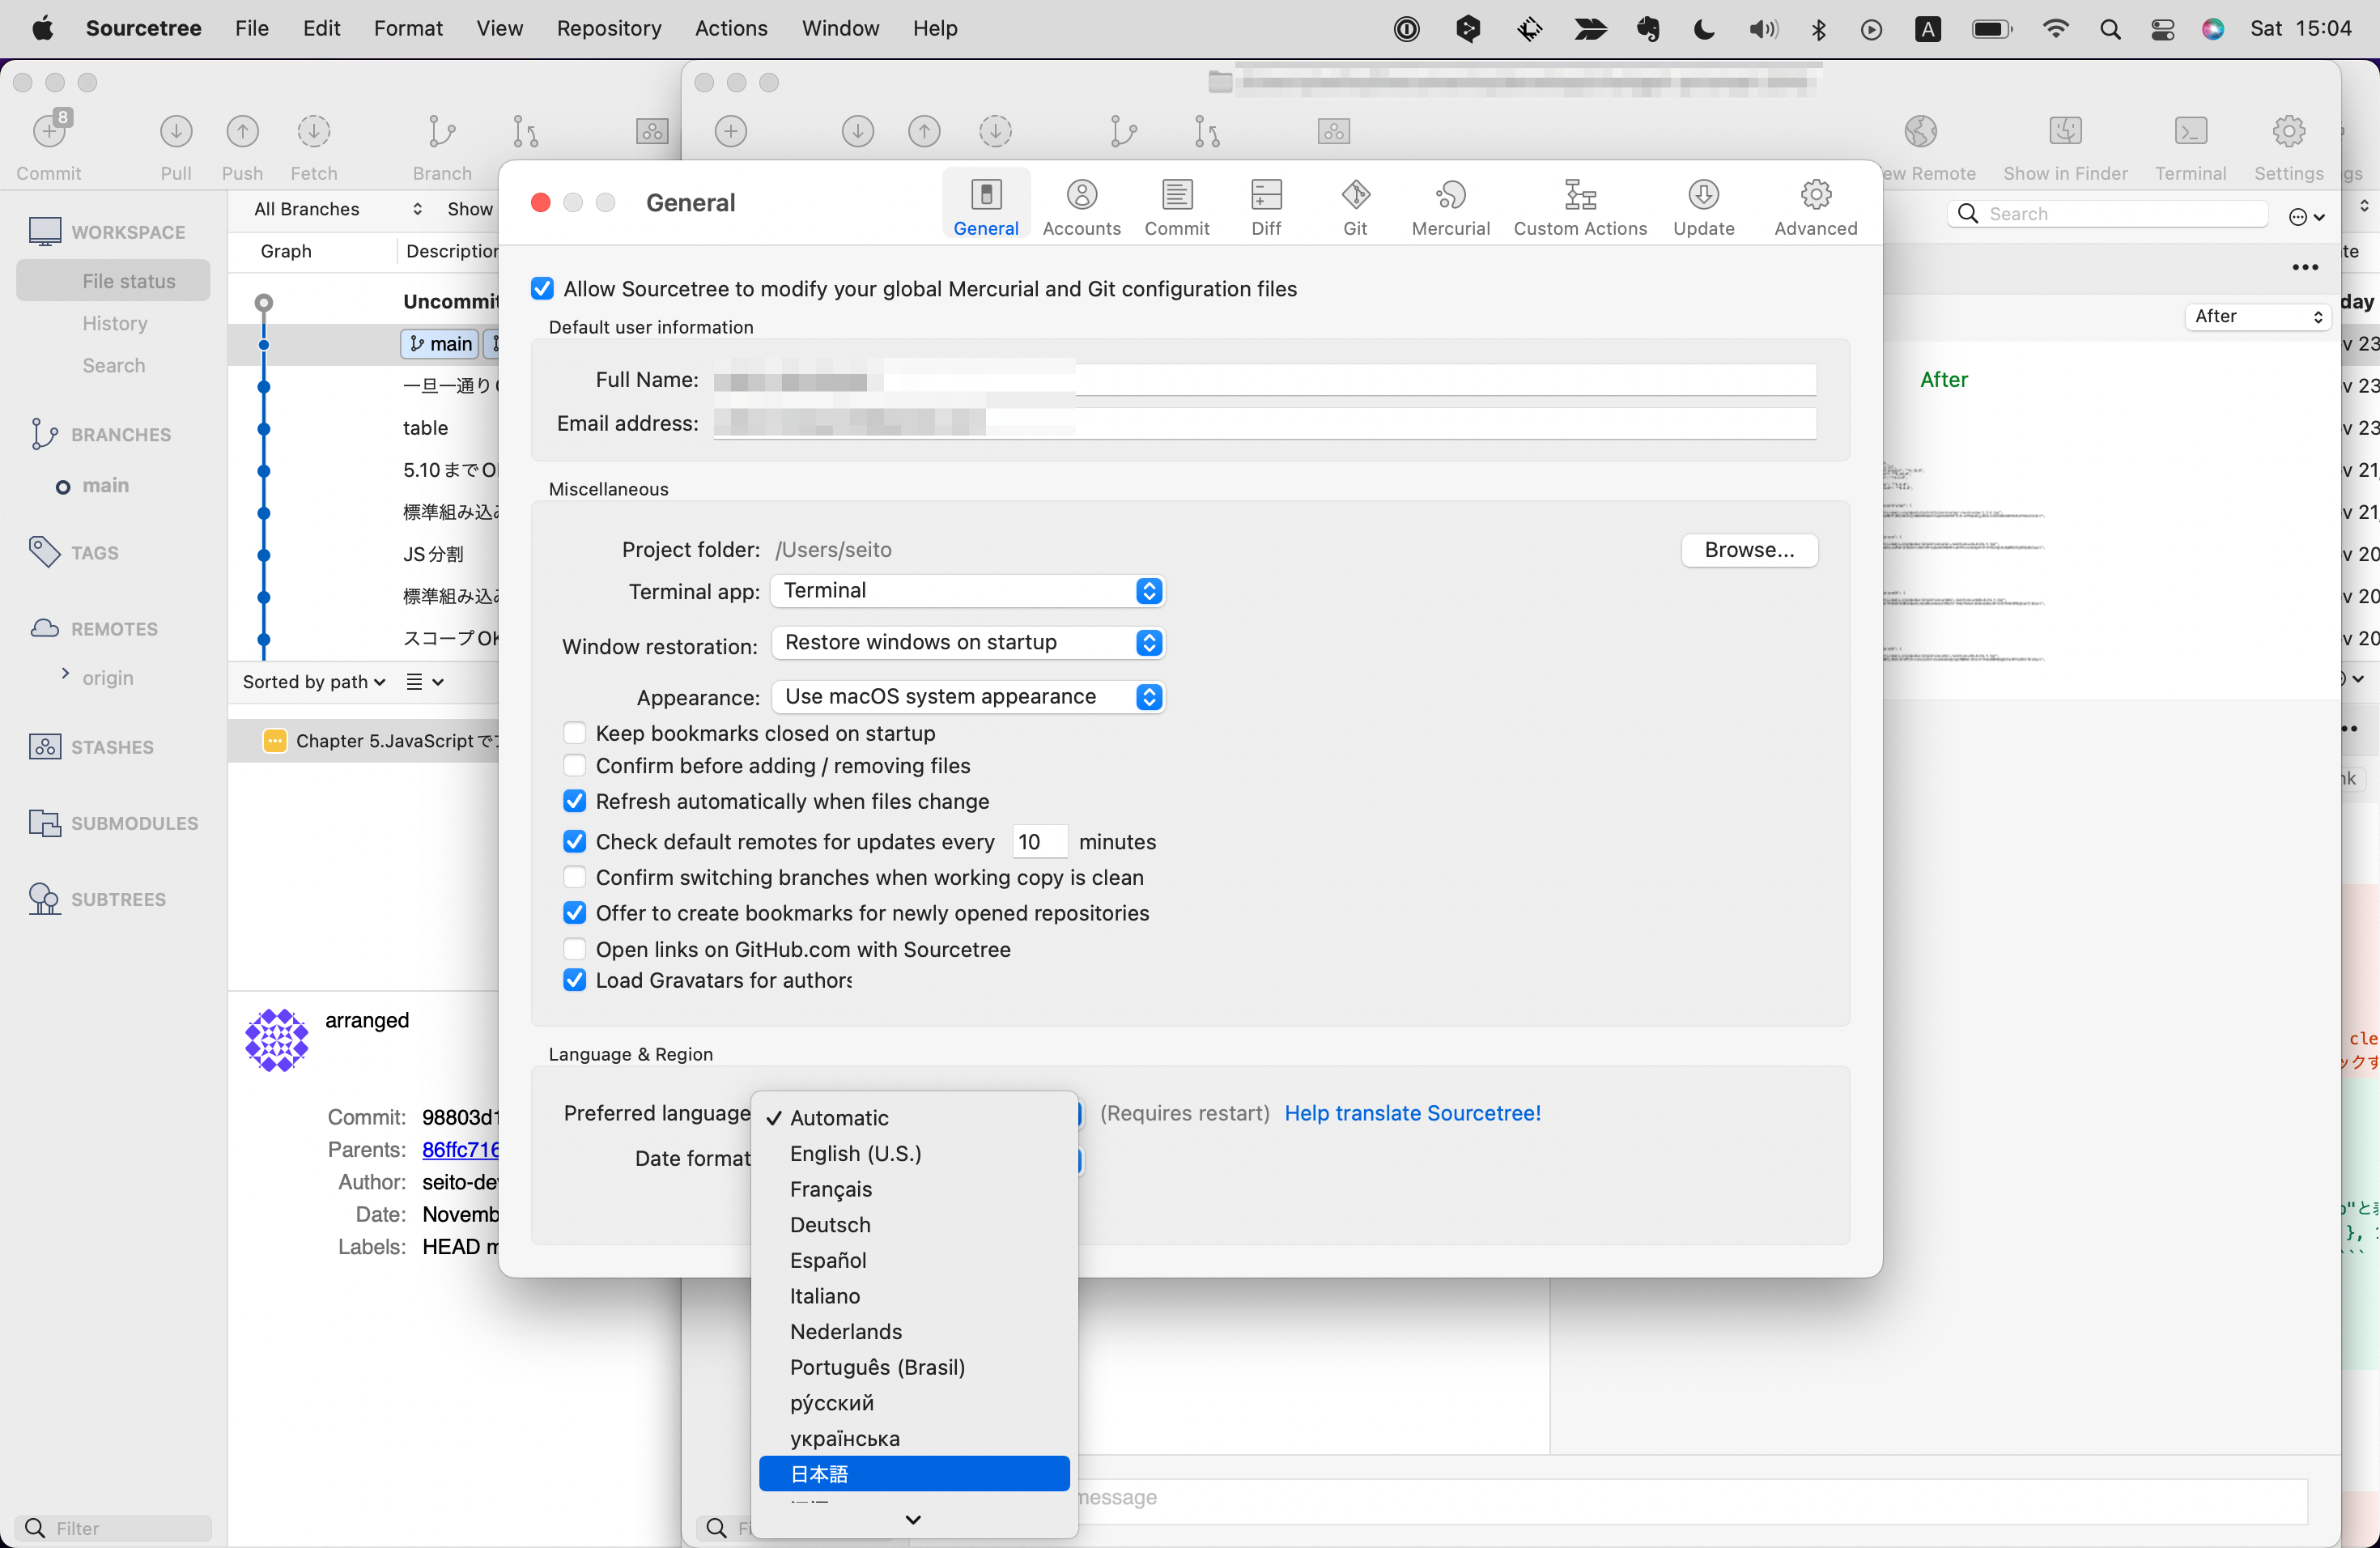 Sourcetree File Edit Format View Repository Actions Window Help A Sat 15:04
8
Commit Pull Push Fetch Branch
Show in Finder Terminal Settings
General
General Accounts Commit Diff Git Mercurial Custom Actions Update Advanced
Search
WORKSPACE
File status
History
Search
BRANCHES
main
TAGS
REMOTES
origin
STASHES
SUBMODULES
SUBTREES
Filter
All Branches Show
Graph Description
Uncommit
main
一旦一通り
table
5.10まで
標準組み込み
JS分割
標準組み込み
スコープOK
Sorted by path
Chapter 5.JavaScriptで
arranged
Commit: 98803d1
Parents: 86ffc716
Author: seito-dev
Date: Novemb
Labels: HEAD m
Allow Sourcetree to modify your global Mercurial and Git configuration files
Default user information
Full Name:
Email address:
Miscellaneous
Project folder: /Users/seito Browse...
Terminal app: Terminal
Window restoration: Restore windows on startup
Appearance: Use macOS system appearance
Keep bookmarks closed on startup
Confirm before adding / removing files
Refresh automatically when files change
Check default remotes for updates every 10 minutes
Confirm switching branches when working copy is clean
Offer to create bookmarks for newly opened repositories
Open links on GitHub.com with Sourcetree
Load Gravatars for authors
Language & Region
Preferred language (Requires restart) Help translate Sourcetree!
Date format
✓ Automatic
English (U.S.)
Français
Deutsch
Español
Italiano
Nederlands
Português (Brasil)
ру́сский
українська
日本語
message
After
After